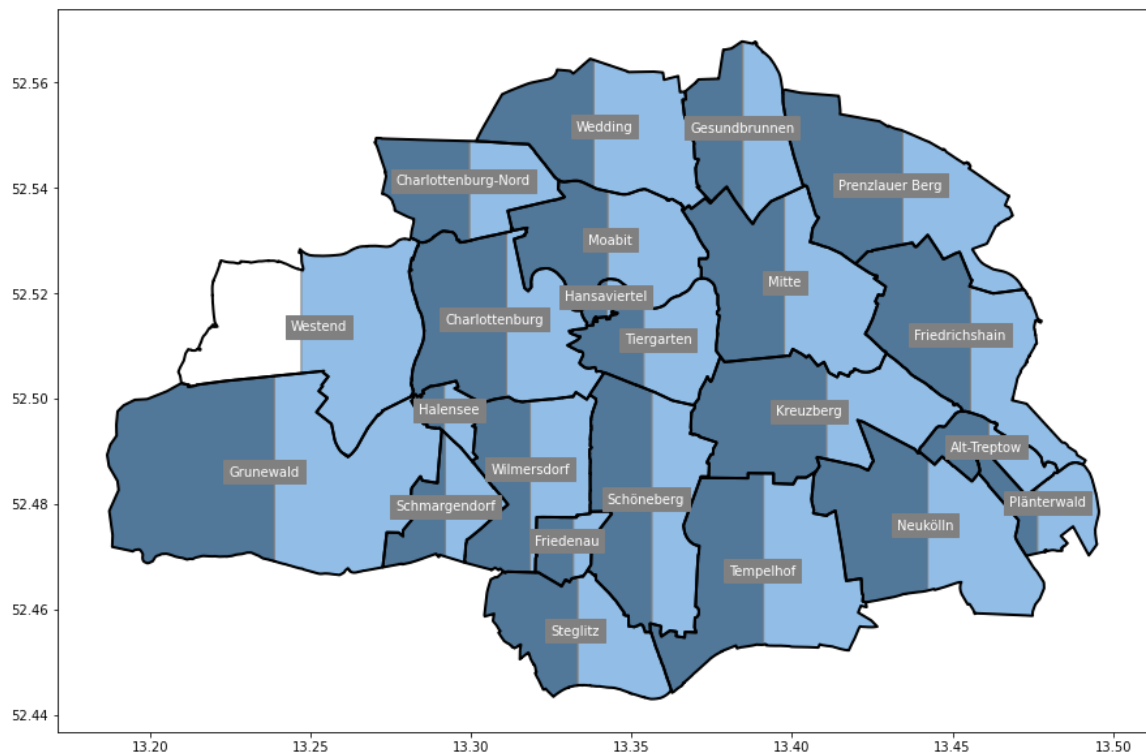 52.56
52.54
52.52
52.50
52.48
52.46
52.44
Wedding
Gesundbrunnen
Charlottenburg-Nord
Prenzlauer Berg
Moabit
Mitte
Hansaviertel
Westend
Charlottenburg
Tiergarten
Friedrichshain
Halensee
Kreuzberg
Alt-Treptow
Grunewald
Wilmersdorf
Schmargendorf
Schöneberg
Plänterwald
Neukölln
Friedenau
Tempelhof
Steglitz
13.20 13.25 13.30 13.35 13.40 13.45 13.50